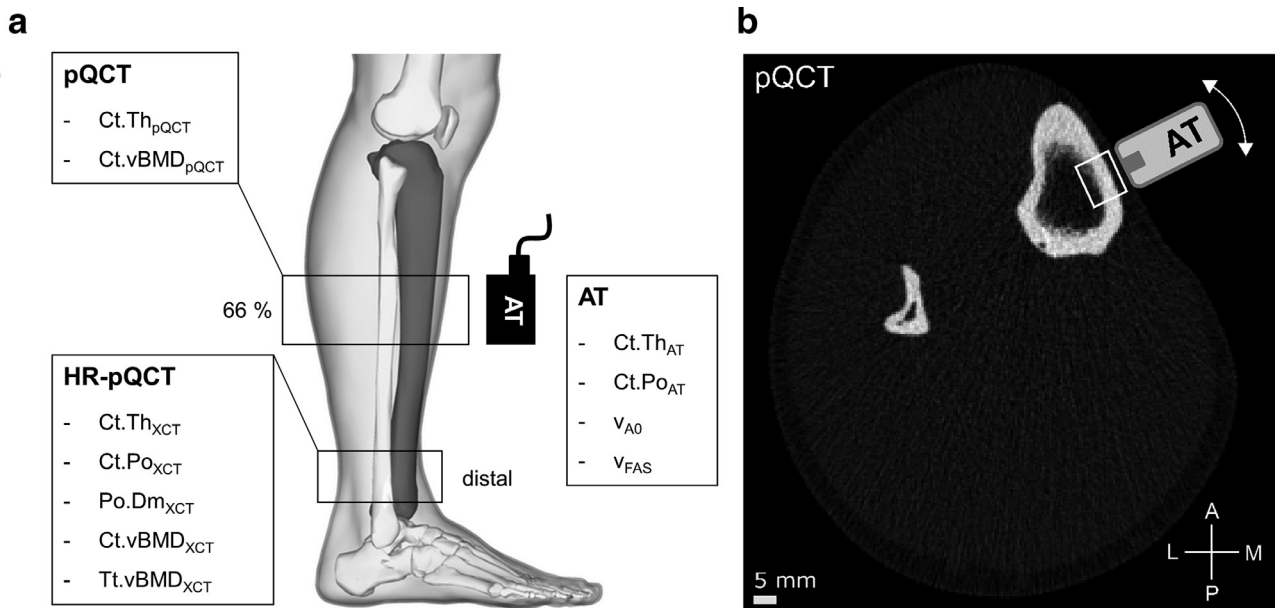 a
pQCT
- Ct.ThpQCT
- Ct.vBMDpQCT
66 %
AT
HR-pQCT
- Ct.ThXCT
- Ct.PoXCT
- Po.DmXCT
- Ct.vBMDXCT
- Tt.vBMDXCT
distal
AT
- Ct.ThAT
- Ct.PoAT
- vA0
- vFAS
b
pQCT
AT
A
L M
P
5 mm